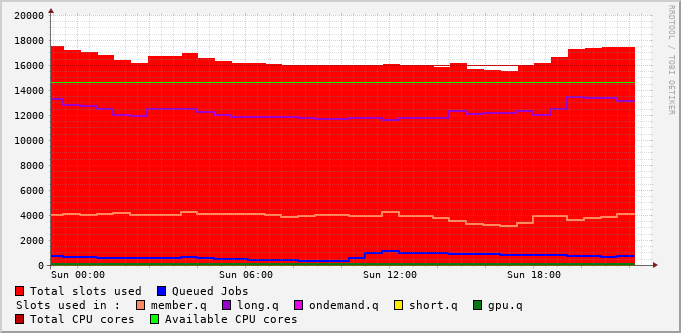 20000
18000
16000
14000
12000
10000
8000
6000
4000
2000
0
Sun 00:00 Sun 06:00 Sun 12:00 Sun 18:00
Total slots used Queued Jobs
Slots used in : member.q long.q ondemand.q short.q gpu.q
Total CPU cores Available CPU cores
RRDTOOL / TOBI OETIKER